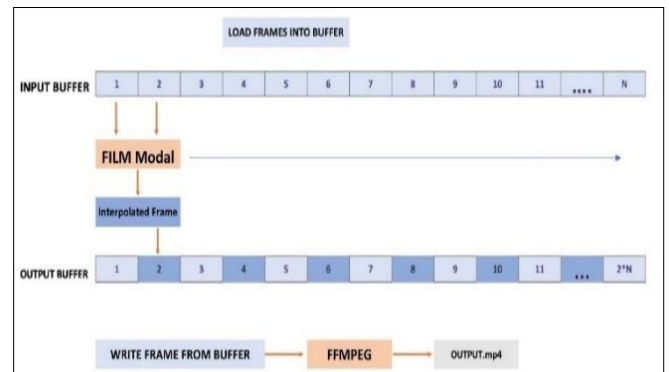 LOAD FRAMES INTO BUFFER
INPUT BUFFER 1 2 3 4 5 6 7 8 9 10 11 .... N
FILM Modal
Interpolated Frame
OUTPUT BUFFER 1 2 3 4 5 6 7 8 9 10 11 ... 2*N
WRITE FRAME FROM BUFFER FFMPEG OUTPUT.mp4